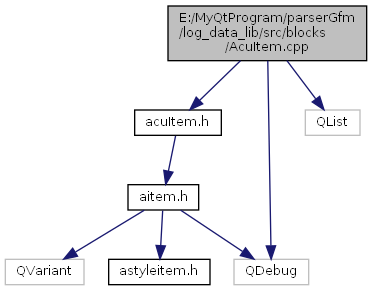 E:/MyQtProgram/parserGfm
/log_data_lib/src/blocks
/AcuItem.cpp
acuItem.h
QList
aitem.h
QVariant
astyleitem.h
QDebug